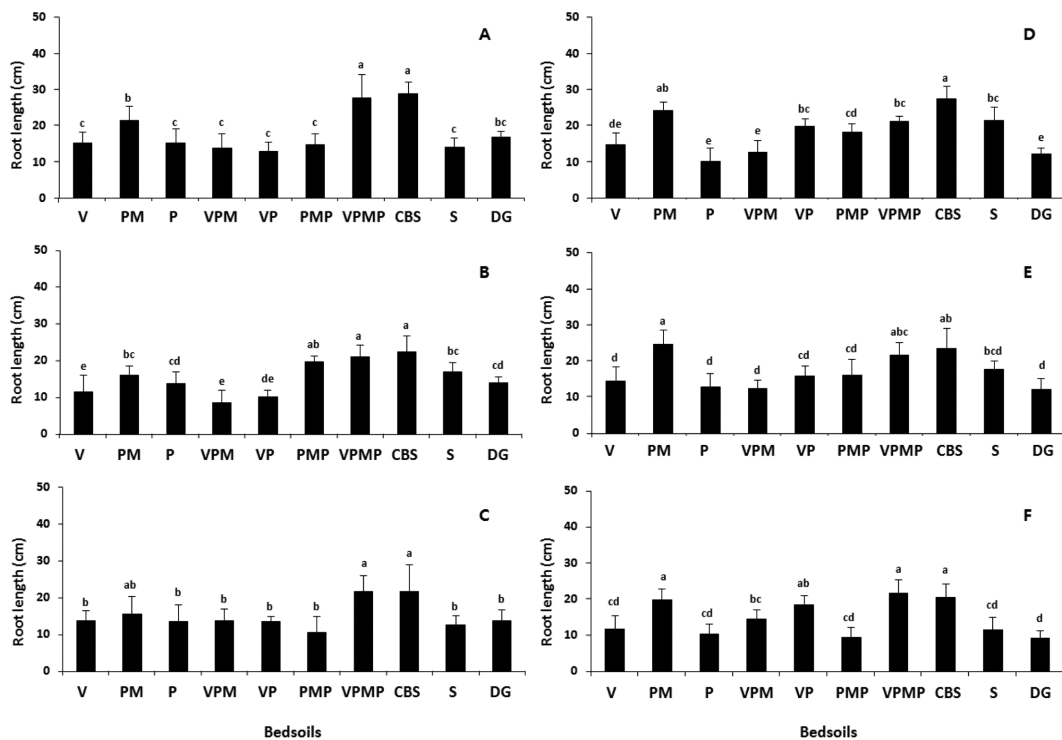 A
Root length (cm)
50
40
30
20
10
0
c b c c c c a a c bc
V PM P VPM VP PMP VPMP CBS S DG
D
Root length (cm)
50
40
30
20
10
0
de ab e e bc cd bc a bc e
V PM P VPM VP PMP VPMP CBS S DG
B
Root length (cm)
50
40
30
20
10
0
e bc cd e de ab a a bc cd
V PM P VPM VP PMP VPMP CBS S DG
E
Root length (cm)
50
40
30
20
10
0
d a d d cd cd abc ab bcd d
V PM P VPM VP PMP VPMP CBS S DG
C
Root length (cm)
50
40
30
20
10
0
b ab b b b b a a b b
V PM P VPM VP PMP VPMP CBS S DG
Bedsoils
F
Root length (cm)
50
40
30
20
10
0
cd a cd bc ab cd a a cd d
V PM P VPM VP PMP VPMP CBS S DG
Bedsoils